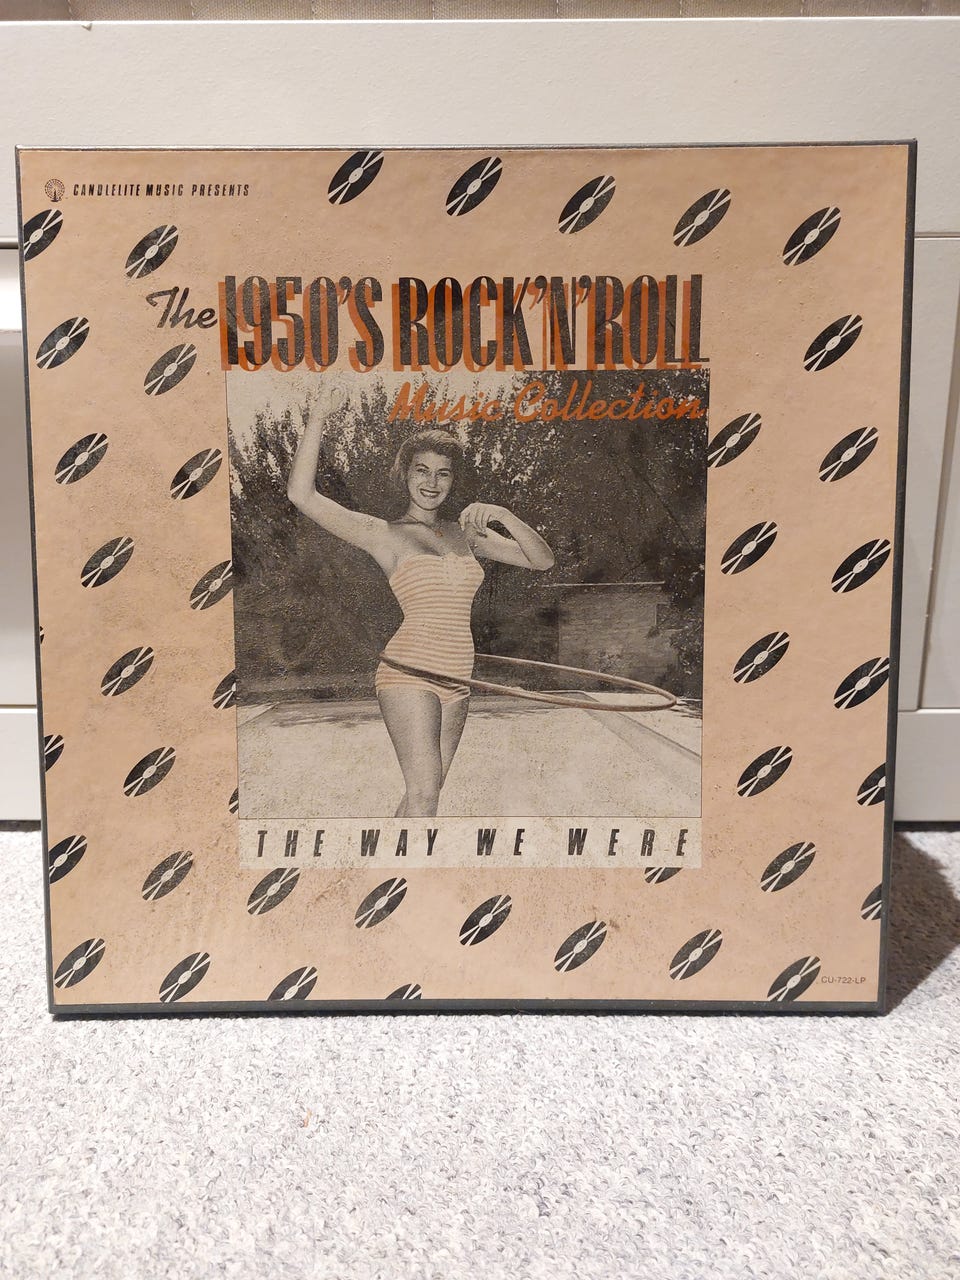 CANDLELITE MUSIC PRESENTS
The 1950'S ROCK'N'ROLL
Music Collection
THE WAY WE WERE
CU-722-LP